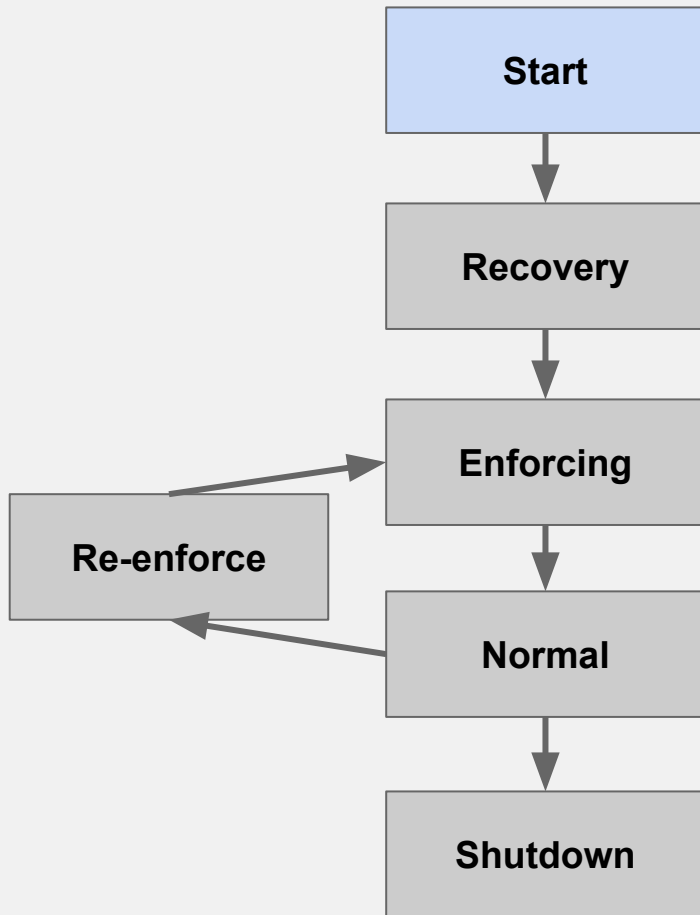 Start
Recovery
Enforcing
Re-enforce
Normal
Shutdown